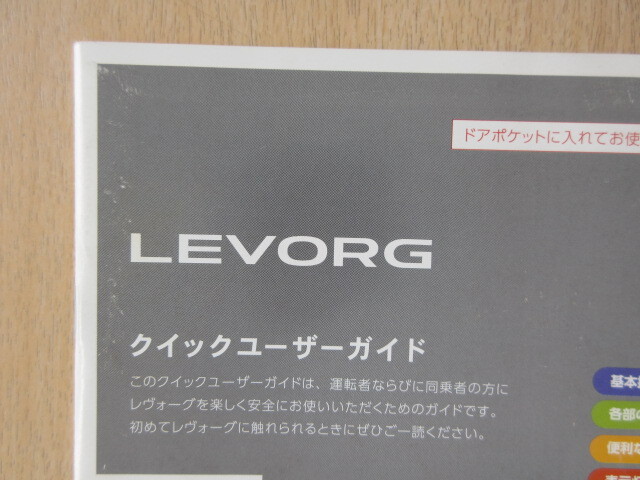 ドアポケットに入れてお使
LEVORG
クイックユーザーガイド
このクイックユーザーガイドは、運転者ならびに同乗者の方に
レヴォーグを楽しく安全にお使いいただくためのガイドです。
初めてレヴォーグに触れられるときにぜひご一読ください。
基本
各部の
便利な